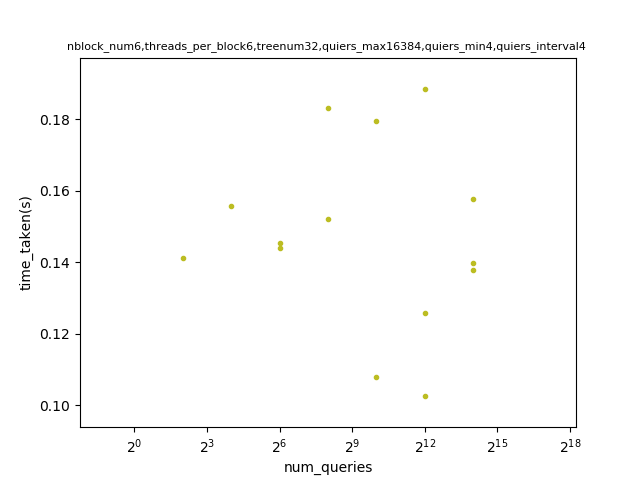 nblock_num6,threads_per_block6,treenum32,quiers_max16384,quiers_min4,quiers_interval4
time_taken(s)
0.18
0.16
0.14
0.12
0.10
2^0 2^3 2^6 2^9 2^12 2^15 2^18
num_queries